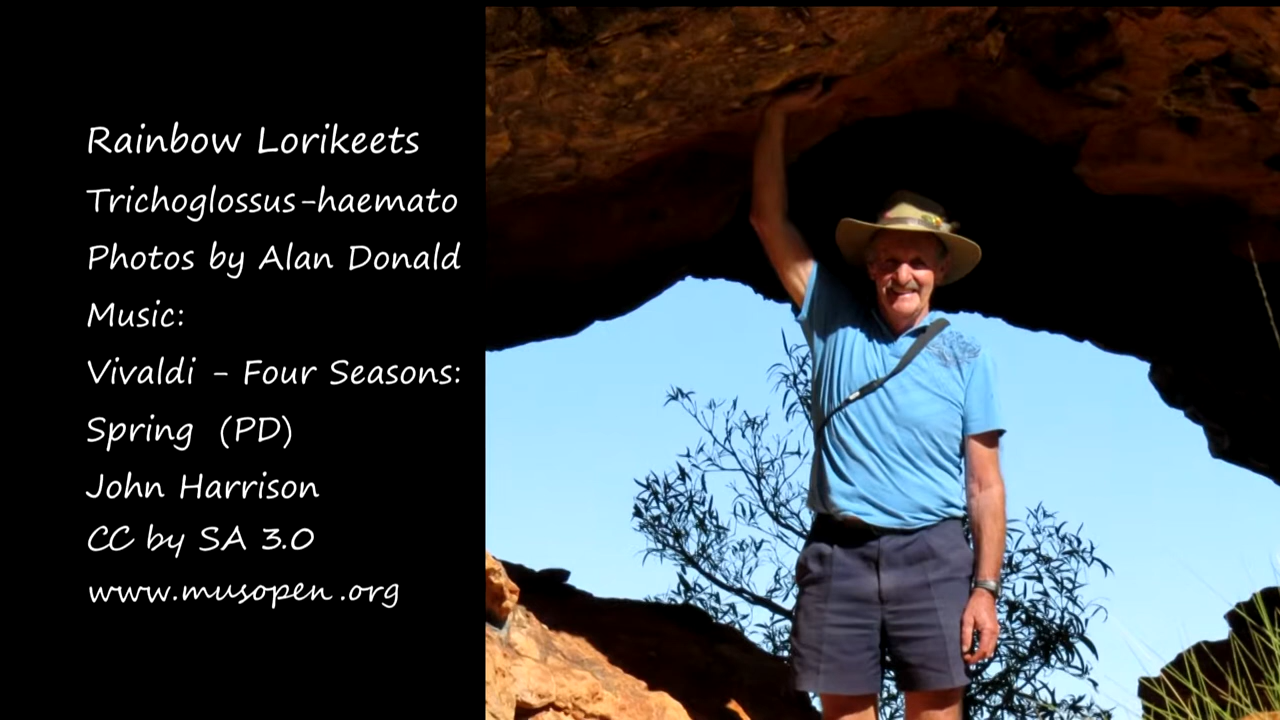 Rainbow Lorikeets
Trichoglossus-haemato
Photos by Alan Donald
Music:
Vivaldi - Four Seasons:
Spring (PD)
John Harrison
CC by SA 3.0
www.musopen.org